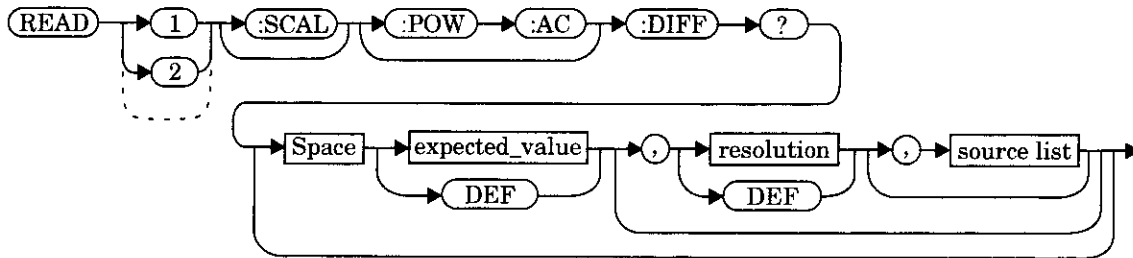 READ 1 :SCAL :POW :AC :DIFF ?
2
Space expected_value , resolution , source list
DEF DEF